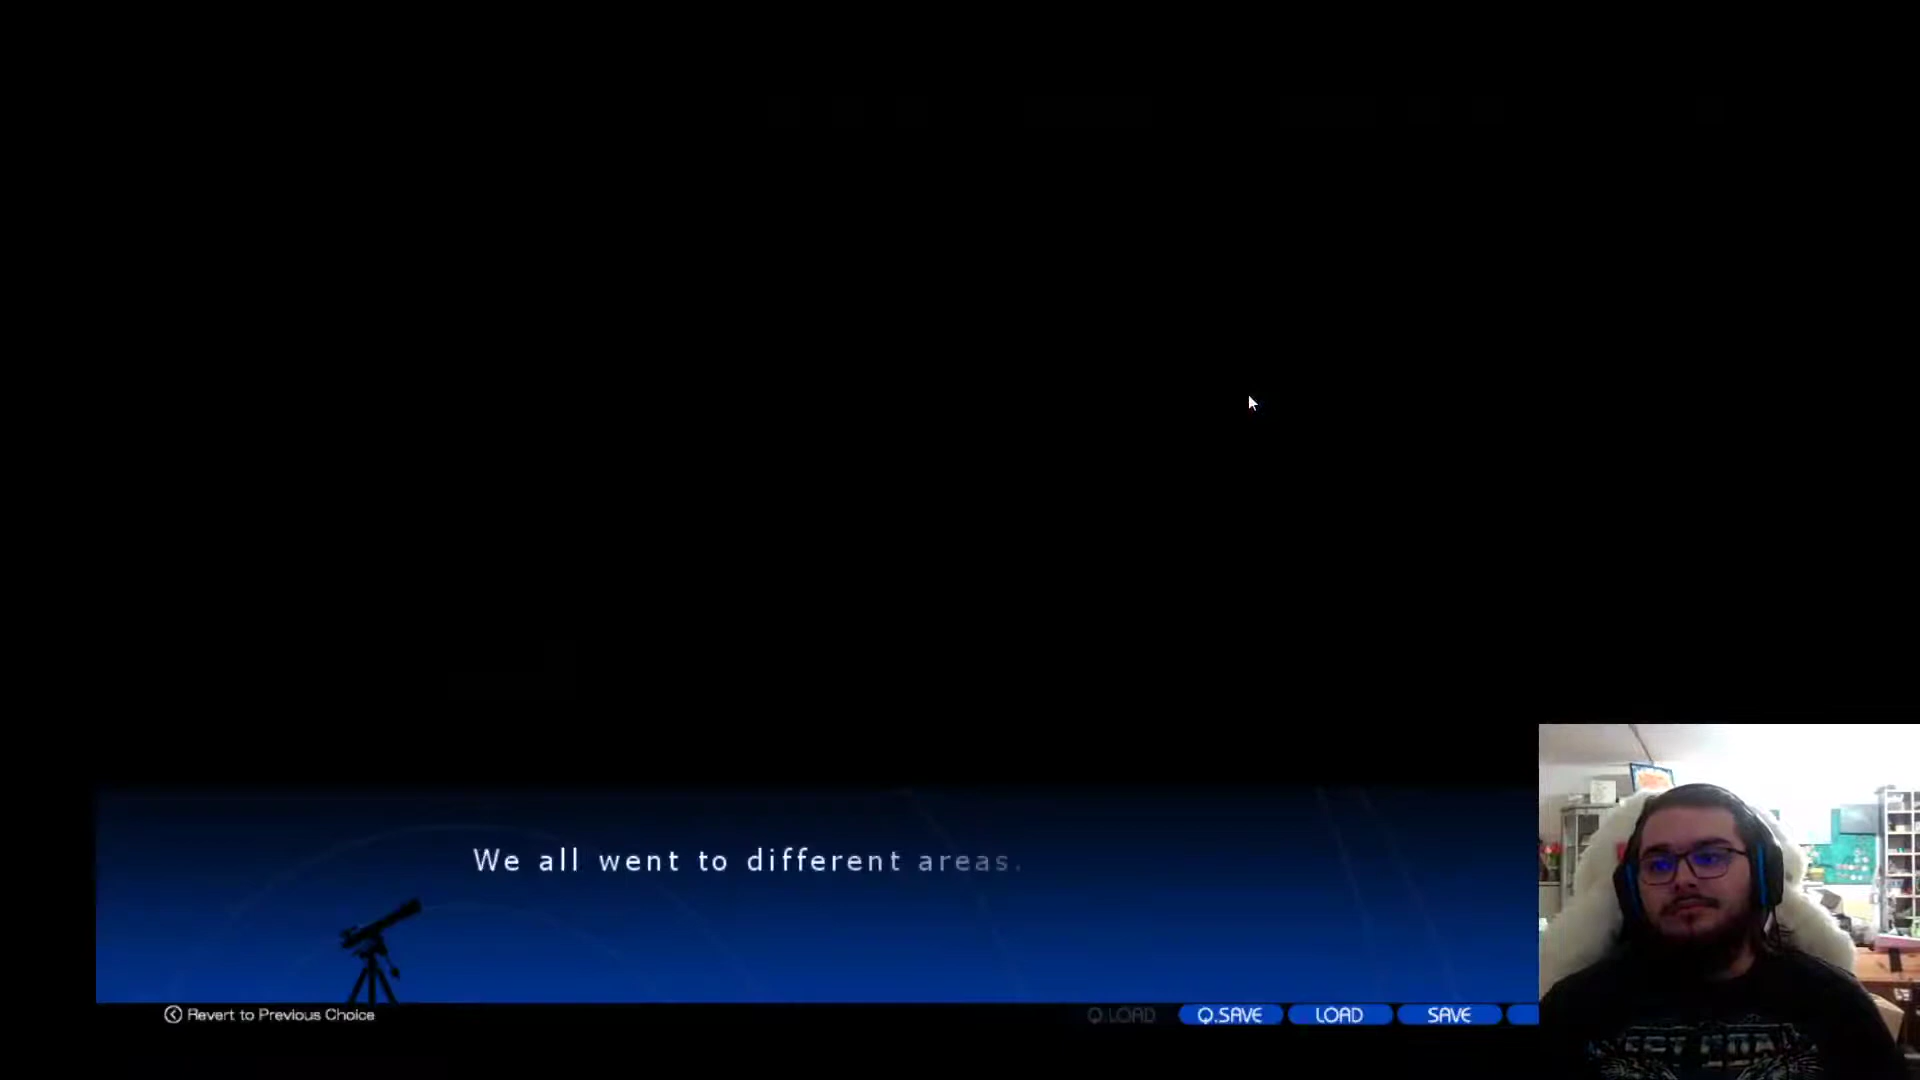 We all went to different areas.
Revert to Previous Choice
Q.LOAD Q.SAVE LOAD SAVE